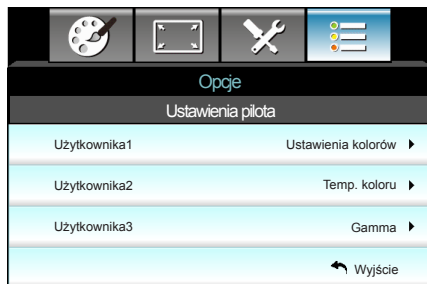 Opcje
Ustawienia pilota
Użytkownika1 Ustawienia kolorów
Użytkownika2 Temp. koloru
Użytkownika3 Gamma
Wyjście